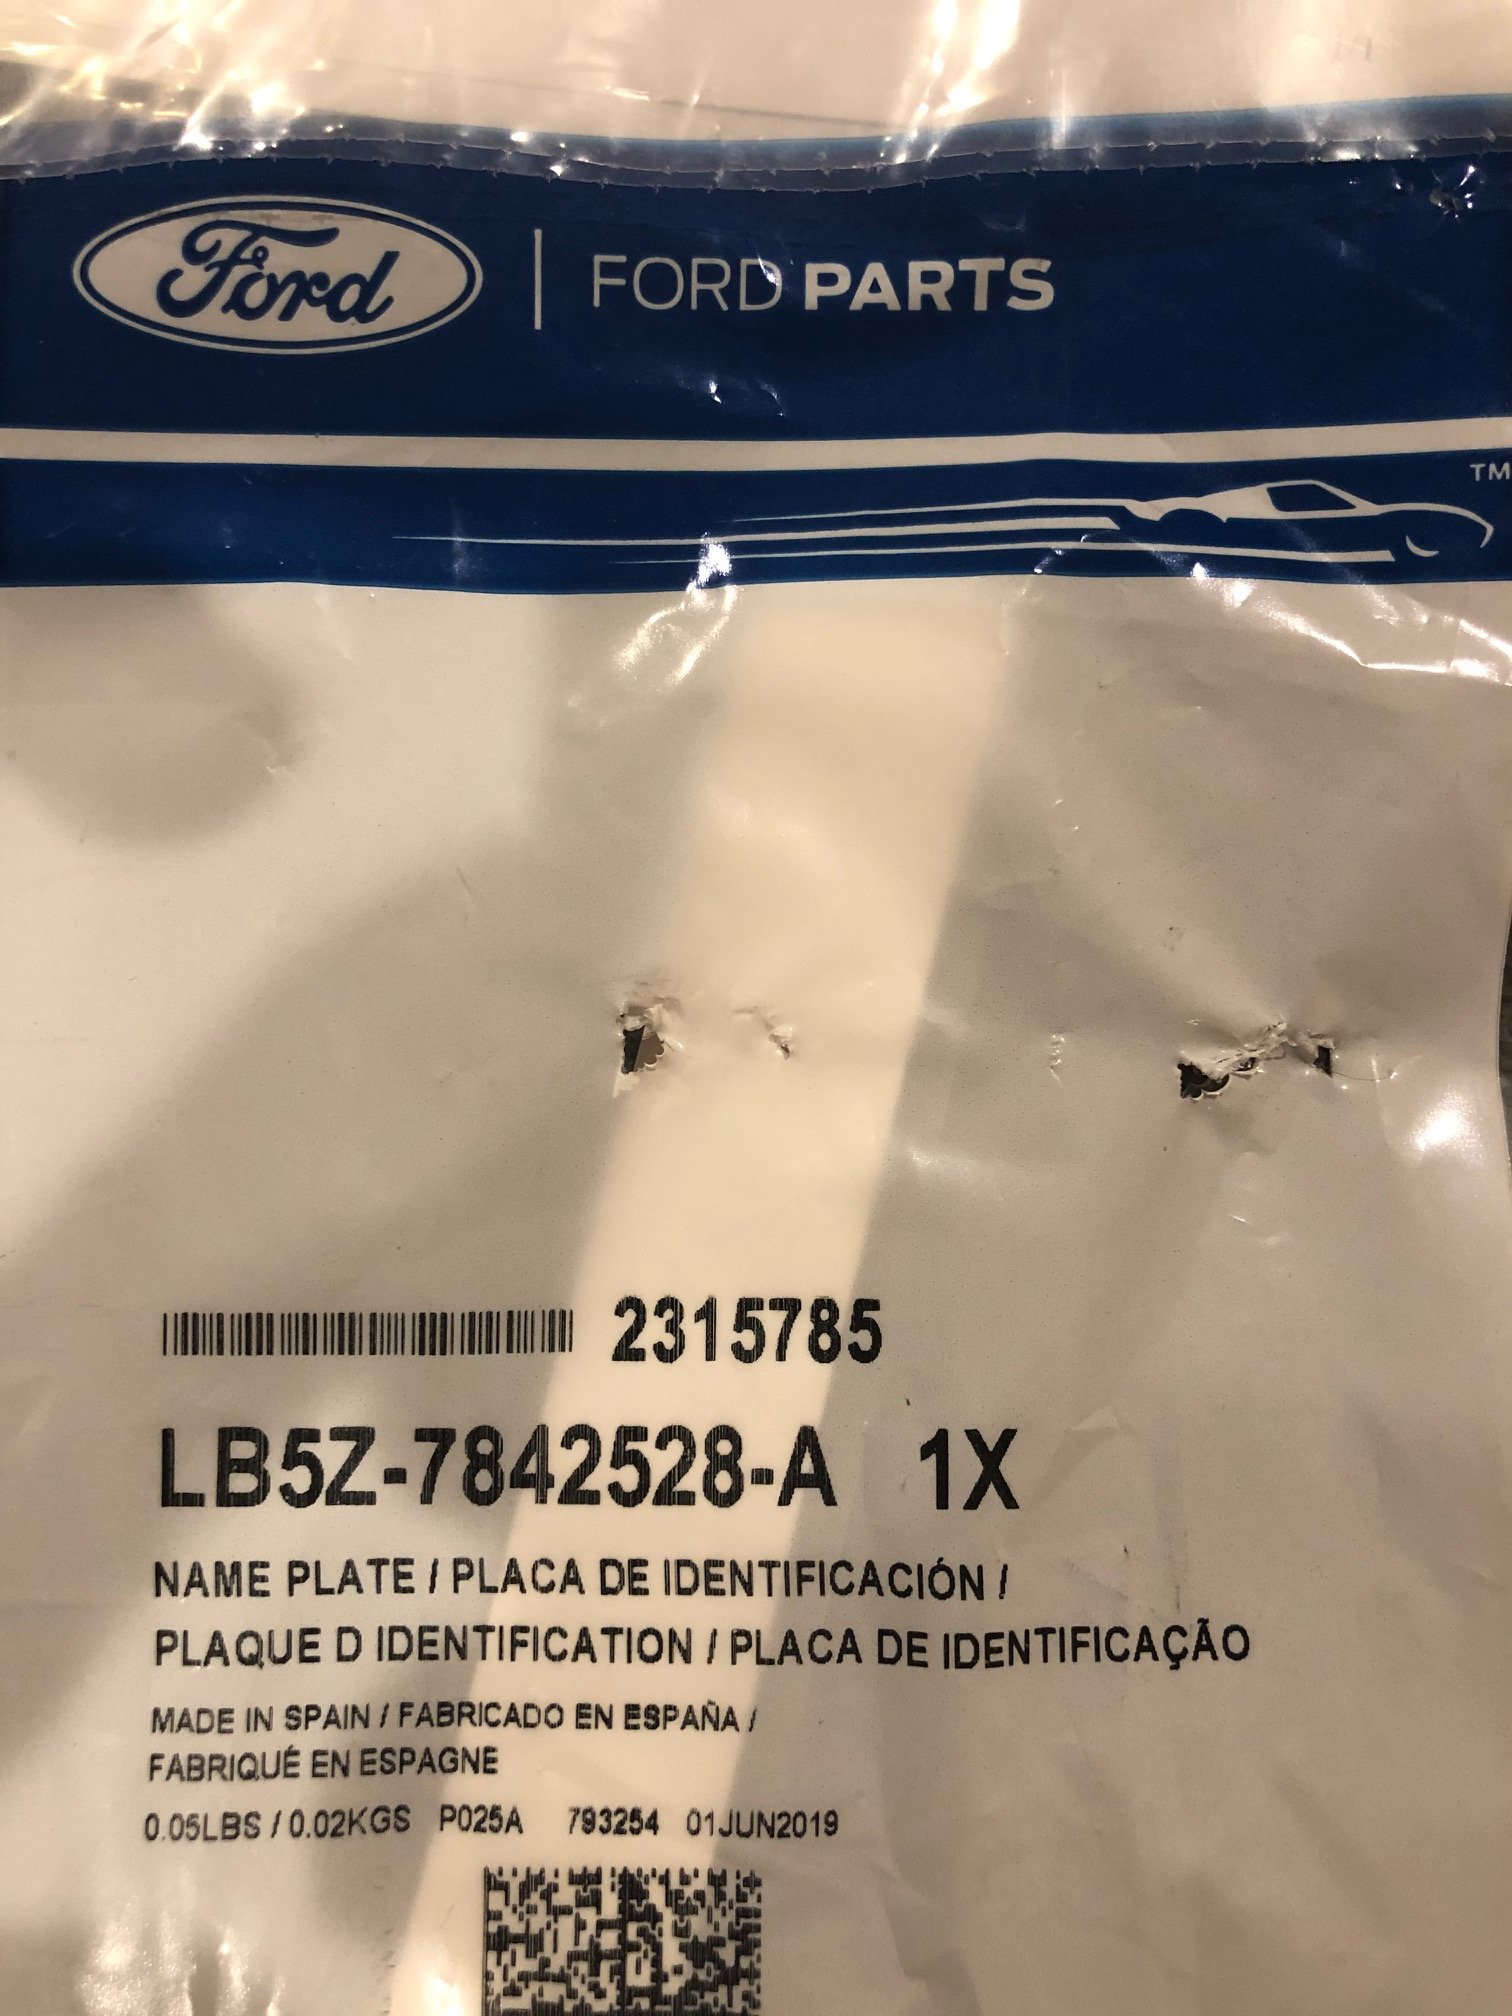 Ford FORD PARTS
TM
2315785
LB5Z-7842528-A 1X
NAME PLATE / PLACA DE IDENTIFICACIÓN /
PLAQUE D IDENTIFICATION / PLACA DE IDENTIFICAÇÃO
MADE IN SPAIN / FABRICADO EN ESPAÑA /
FABRIQUÉ EN ESPAGNE
0.05LBS / 0.02KGS P025A 793254 01JUN2019